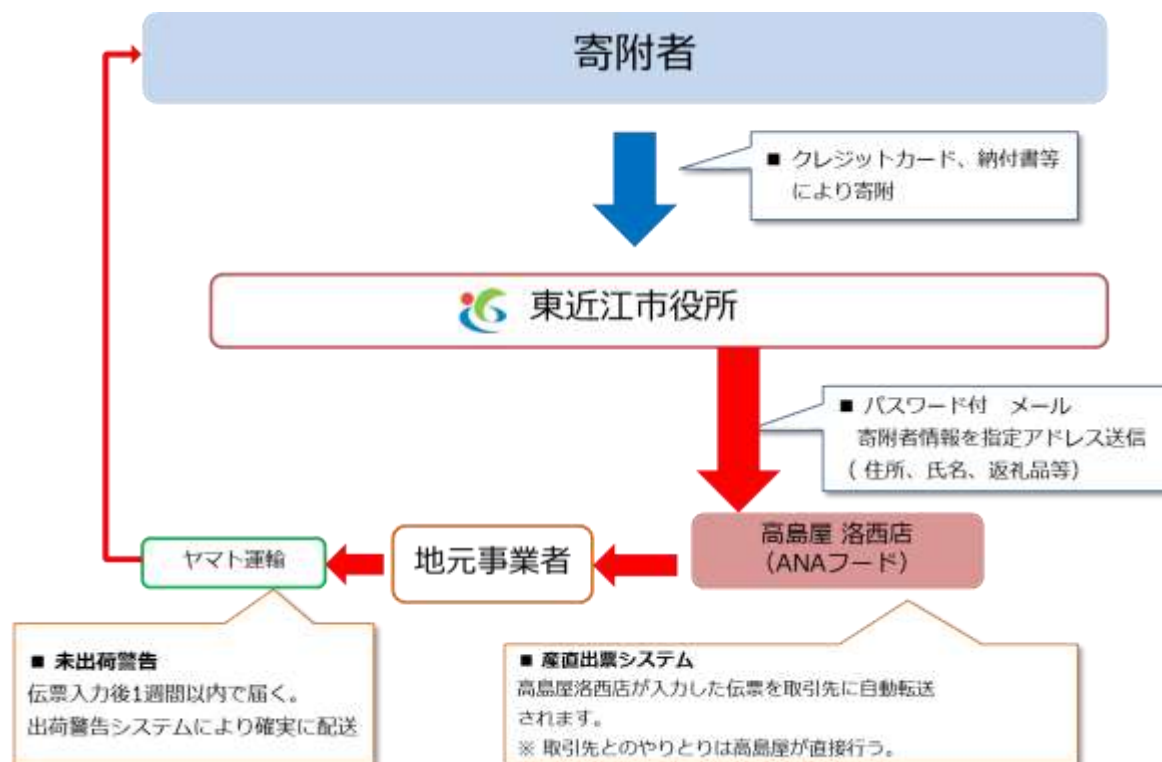 寄附者
■ クレジットカード、納付書等
により寄附
東近江市役所
■ パスワード付　メール
寄附者情報を指定アドレス送信
( 住所、氏名、返礼品等)
高島屋 洛西店
（ANAフード）
地元事業者
ヤマト運輸
■ 未出荷警告
伝票入力後1週間以内で届く。
出荷警告システムにより確実に配送
■ 産直出票システム
高島屋洛西店が入力した伝票を取引先に自動転送
されます。
※ 取引先とのやりとりは高島屋が直接行う。